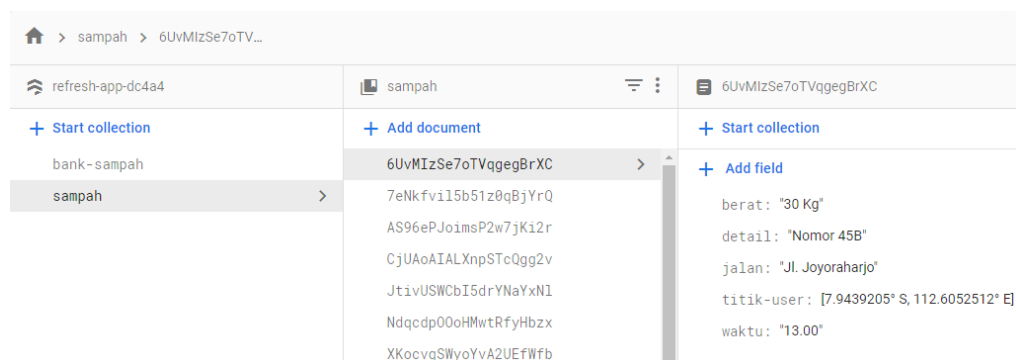 sampah > 6UvMIzSe7oTV...
refresh-app-dc4a4
+ Start collection
bank-sampah
sampah
sampah
+ Add document
6UvMIzSe7oTVqgegBrXC
7eNkfvil5b51z0qBjYrQ
AS96ePJoimsP2w7jKi2r
CjUAoAIALXnpSTcQgg2v
JtivUSWCbI5drYNaYxNl
NdqcdpOOoHMwtRfyHbzx
XKocvgSWyoYvA2UEfWfb
6UvMIzSe7oTVqgegBrXC
+ Start collection
+ Add field
berat: "30 Kg"
detail: "Nomor 45B"
jalan: "Jl. Joyoraharjo"
titik-user: [7.9439205° S, 112.6052512° E]
waktu: "13.00"